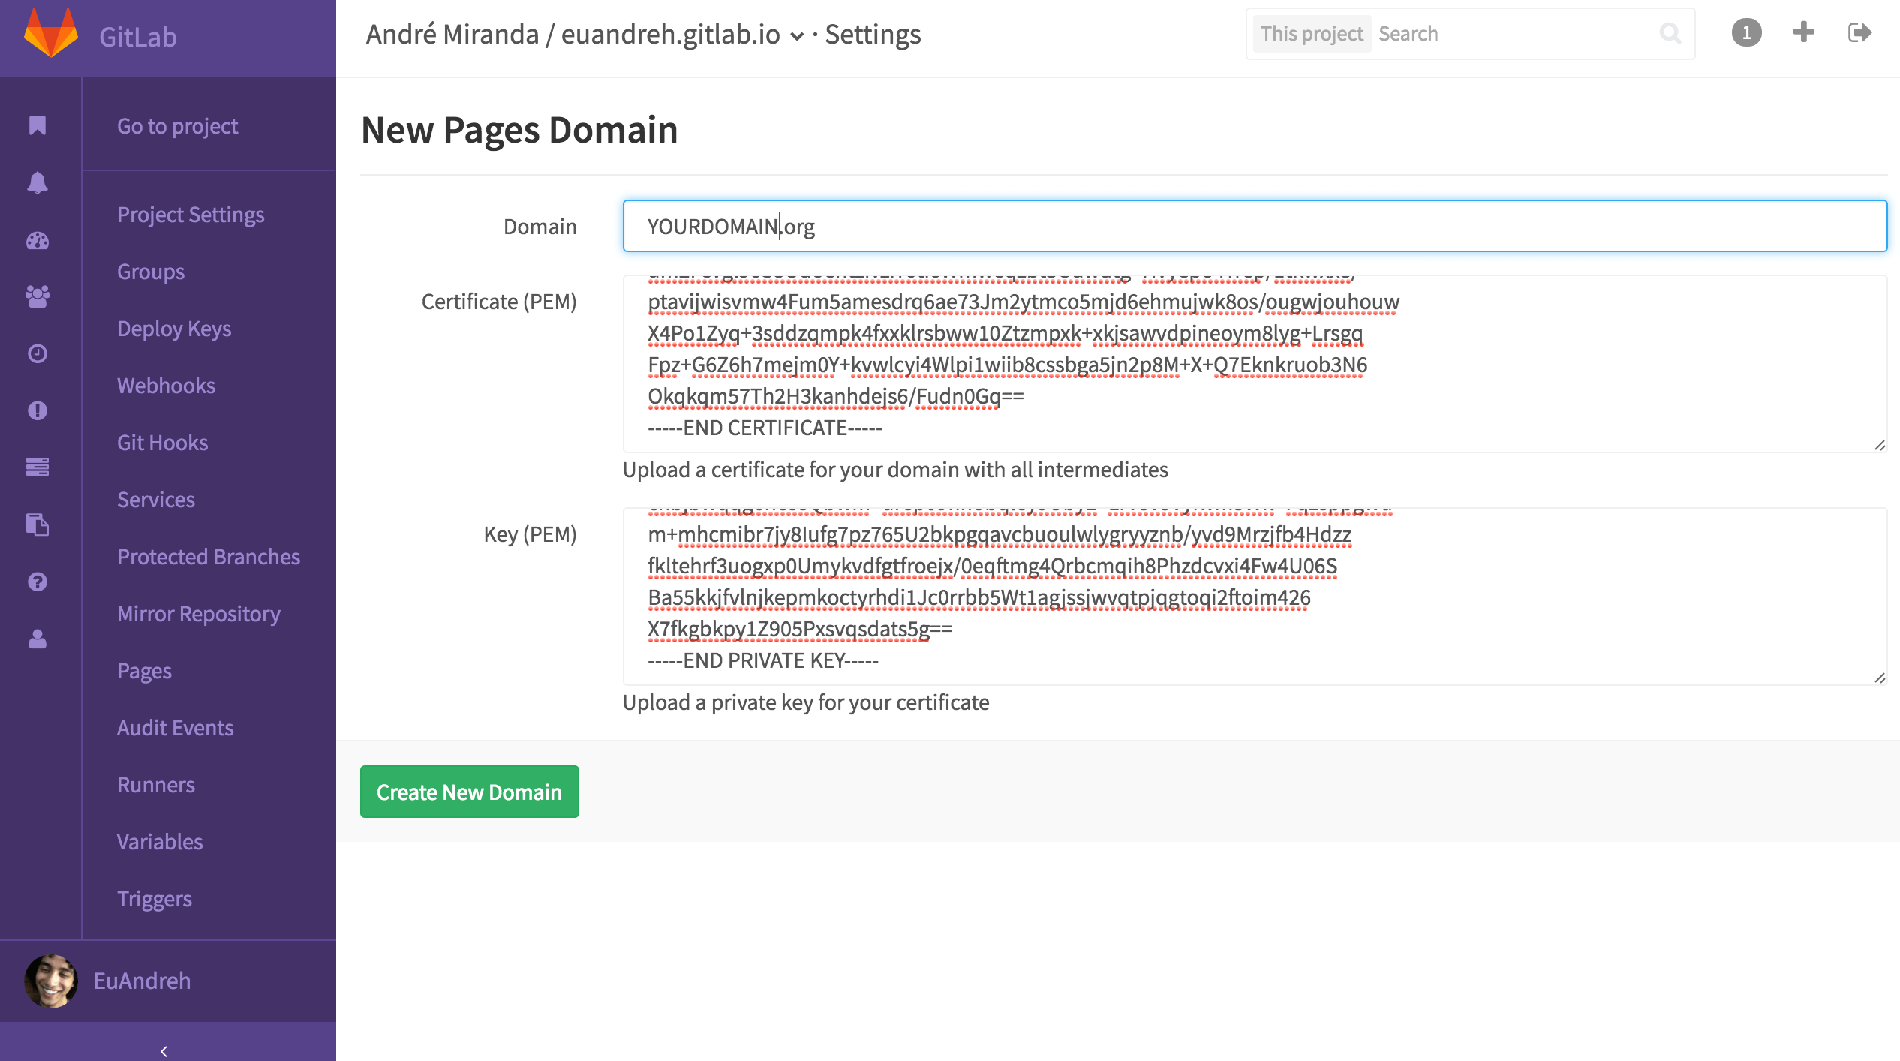 GitLab
André Miranda / euandreh.gitlab.io · Settings
This project Search
1
Go to project
Project Settings
Groups
Deploy Keys
Webhooks
Git Hooks
Services
Protected Branches
Mirror Repository
Pages
Audit Events
Runners
Variables
Triggers
EuAndreh
New Pages Domain
Domain
YOURDOMAIN.org
Certificate (PEM)
ptavijwisvmw4Fum5amesdrq6ae73Jm2ytmco5mjd6ehmujwk8os/ougwjouhouw
X4Po1Zyq+3sddzqmpk4fxxklrsbww10Ztzmpxk+xkjsawvdpineoym8lyg+Lrsgq
Fpz+G6Z6h7mejm0Y+kvwlcyi4Wlpi1wiib8cssbga5jn2p8M+X+Q7Eknkruob3N6
Okqkqm57Th2H3kanhdejs6/Fudn0Gq==
-----END CERTIFICATE-----
Upload a certificate for your domain with all intermediates
Key (PEM)
m+mhcmibr7jy8Iufg7pz765U2bkpgqavcbuoulwlygryyznb/yvd9Mrzjfb4Hdzz
fkltehrf3uogxp0Umykvdfgtfroejx/0eqftmg4Qrbcmqih8Phzdcvxi4Fw4U06S
Ba55kkjfvlnjkepmkoctyrhdi1Jc0rrbb5Wt1agjssjwvqtpjqgtoqi2ftoim426
X7fkgbkpy1Z905Pxsvqsdats5g==
-----END PRIVATE KEY-----
Upload a private key for your certificate
Create New Domain